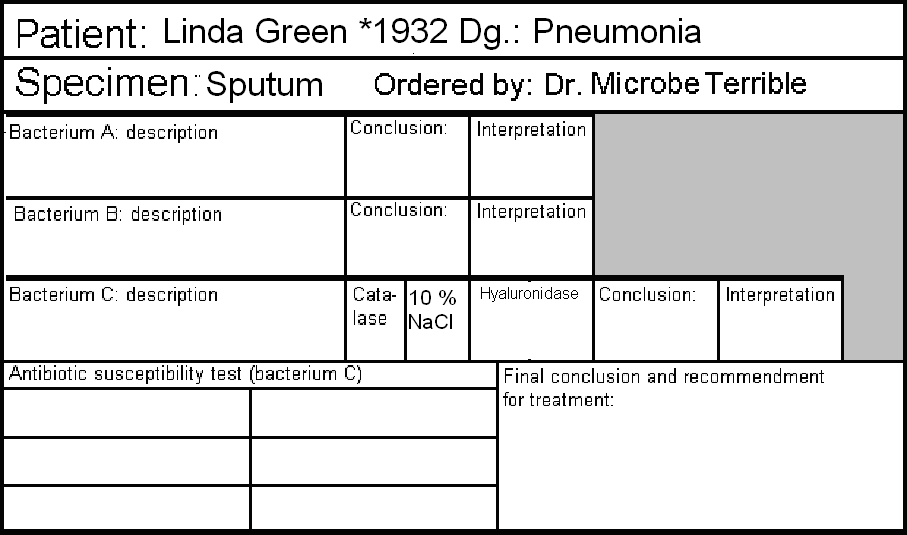 Patient: Linda Green *1932 Dg.: Pneumonia
Specimen: Sputum Ordered by: Dr. Microbe Terrible
Bacterium A: description Conclusion: Interpretation
Bacterium B: description Conclusion: Interpretation
Bacterium C: description Cata- 10 % Hyaluronidase Conclusion: Interpretation
lase NaCl
Antibiotic susceptibility test (bacterium C) Final conclusion and recommendment
for treatment: